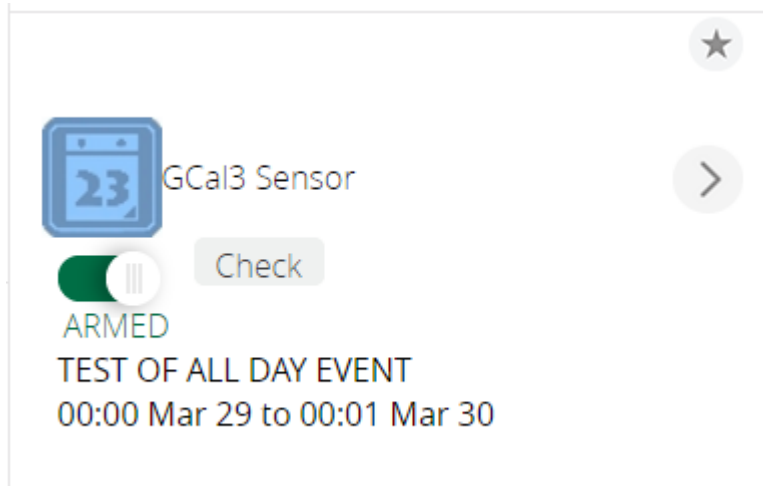 23
GCal3 Sensor
Check
ARMED
TEST OF ALL DAY EVENT
00:00 Mar 29 to 00:01 Mar 30